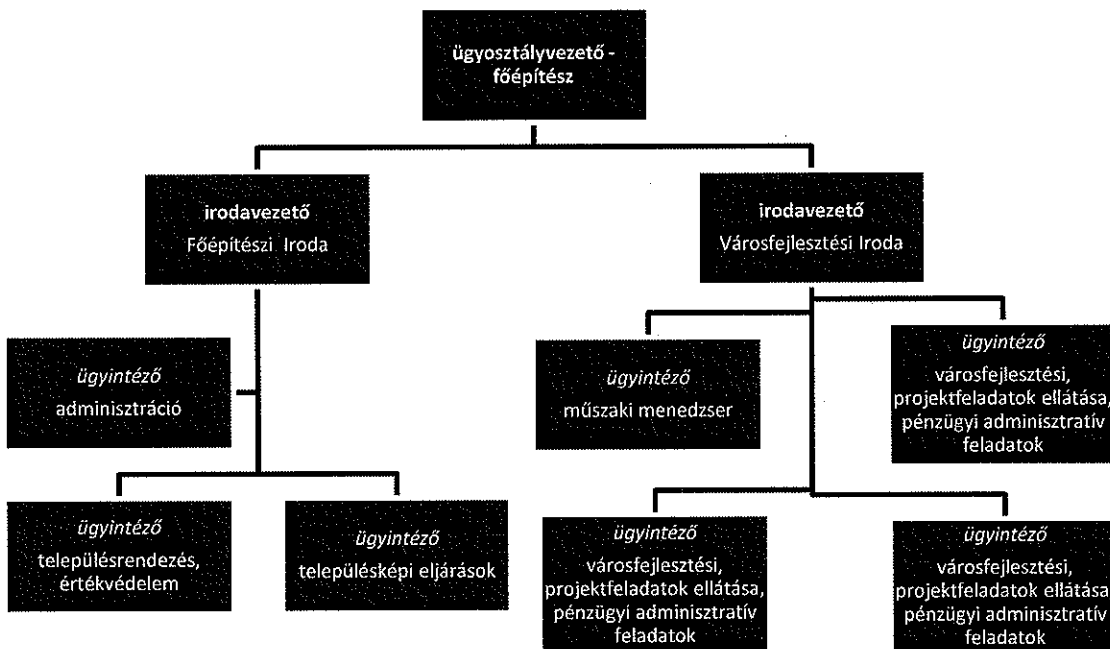 ügyosztályvezető -
főépítész
irodavezető
Főépítészi Iroda
irodavezető
Városfejlesztési Iroda
ügyintéző
adminisztráció
ügyintéző
műszaki menedzser
ügyintéző
városfejlesztési,
projektfeladatok ellátása,
pénzügyi adminisztratív
feladatok
ügyintéző
településrendezés,
értékvédelem
ügyintéző
településképi eljárások
ügyintéző
városfejlesztési,
projektfeladatok ellátása,
pénzügyi adminisztratív
feladatok
ügyintéző
városfejlesztési,
projektfeladatok ellátása,
pénzügyi adminisztratív
feladatok